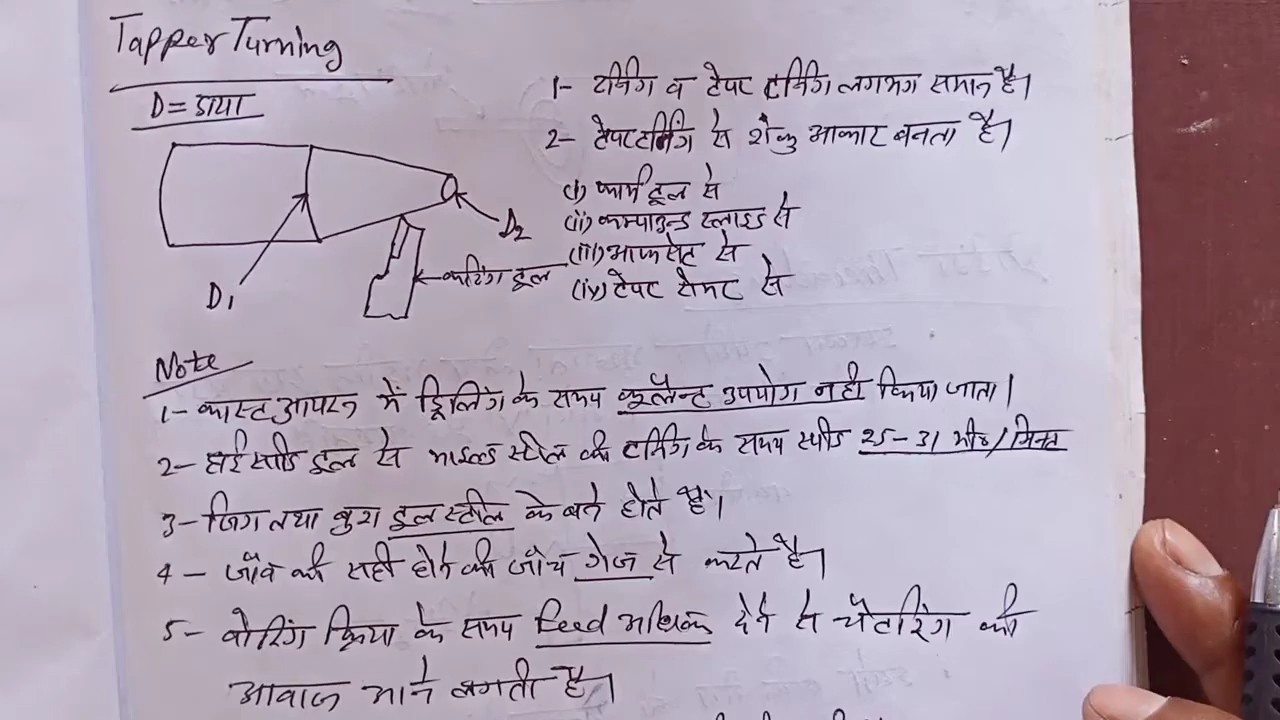 Tapper Turning
D = डाया
1- टर्निंग व टेपर टर्निंग लगभग समान है।
2- टेपर टर्निंग से शंकु आकार बनता है।
(i) फार्म टूल से
(ii) कम्पाउन्ड स्लाइड से
(iii) आफसेट से
(iv) टेपर से
D2
कटिंग टूल
D1
Note
1- कास्ट आयरन में ड्रिलिंग के समय कूलैन्ट उपयोग नही किया जाता।
2- हाई स्पीड टूल से माइल्ड स्टील की टर्निंग के समय स्पीड 25-31 मी०/मिनट
3- जिग तथा बुश टूल स्टील के बने होते हैं।
4- जॉब की सही होने की जाँच गेज से करते है।
5- बोरिंग क्रिया के समय feed अधिक देने से चैटरिंग की
आवाज आने लगती है।